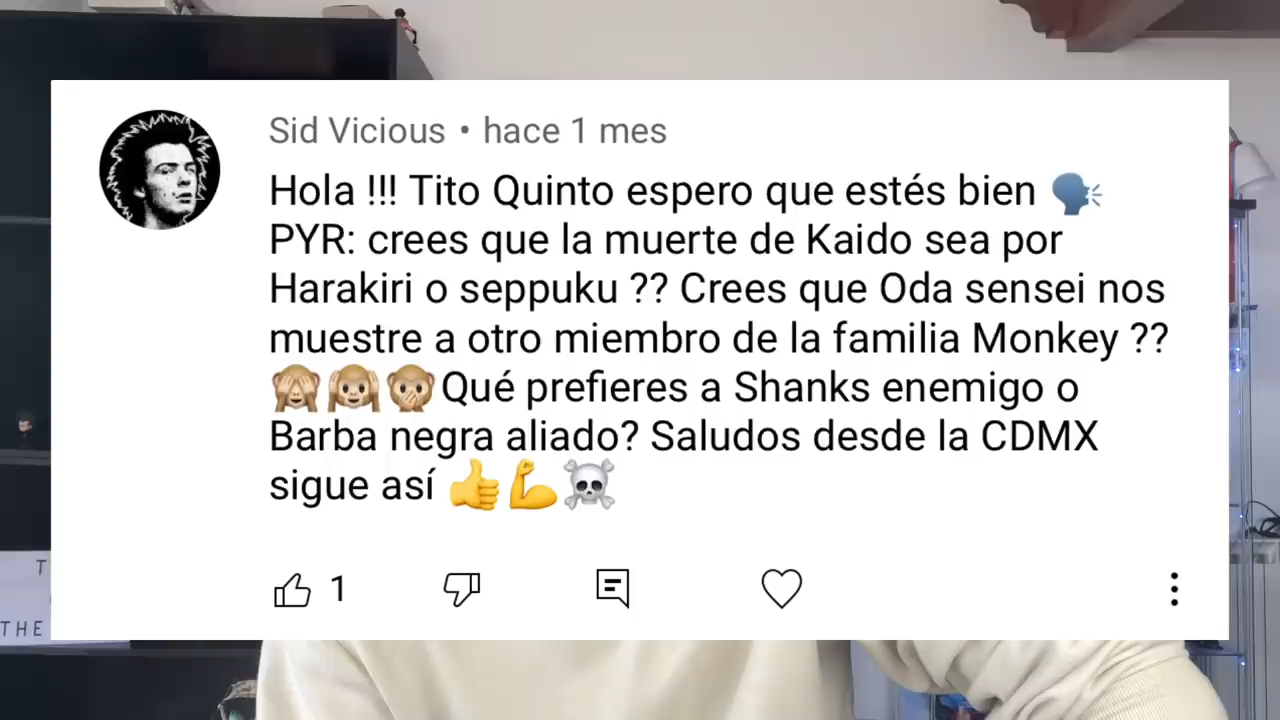 Sid Vicious • hace 1 mes
Hola !!! Tito Quinto espero que estés bien 🗣️
PYR: crees que la muerte de Kaido sea por
Harakiri o seppuku ?? Crees que Oda sensei nos
muestre a otro miembro de la familia Monkey ??
🙈🙉🙊Qué prefieres a Shanks enemigo o
Barba negra aliado? Saludos desde la CDMX
sigue así 👍💪☠️
1
T
THE